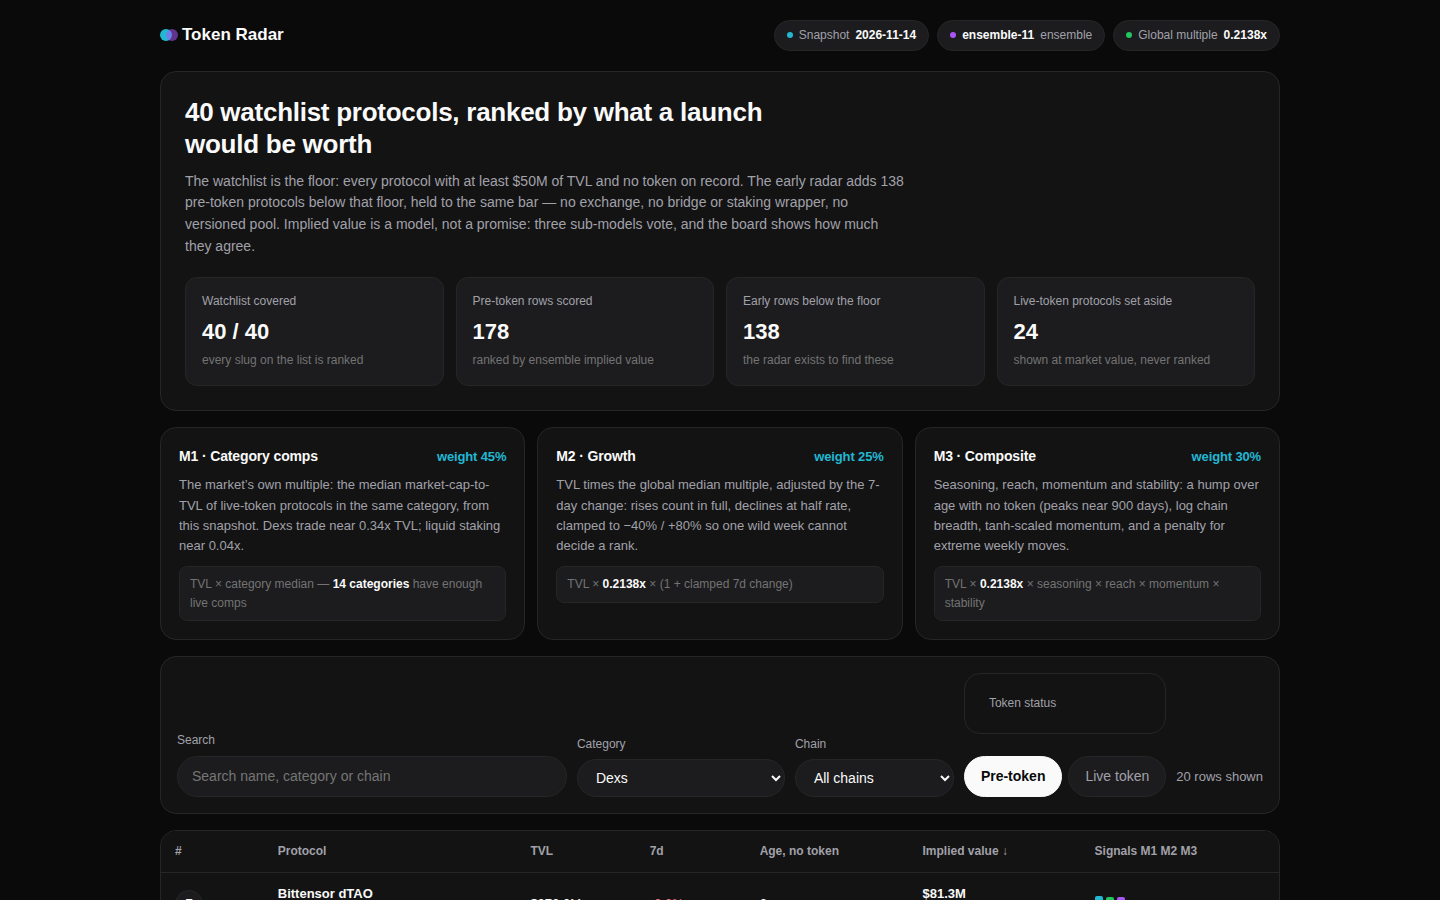 Token Radar
Snapshot 2026-11-14
ensemble-11 ensemble
Global multiple 0.2138x
40 watchlist protocols, ranked by what a launch
would be worth
The watchlist is the floor: every protocol with at least $50M of TVL and no token on record. The early radar adds 138
pre-token protocols below that floor, held to the same bar — no exchange, no bridge or staking wrapper, no
versioned pool. Implied value is a model, not a promise: three sub-models vote, and the board shows how much
they agree.
Watchlist covered
40 / 40
every slug on the list is ranked
Pre-token rows scored
178
ranked by ensemble implied value
Early rows below the floor
138
the radar exists to find these
Live-token protocols set aside
24
shown at market value, never ranked
M1 · Category comps
weight 45%
The market's own multiple: the median market-cap-to-
TVL of live-token protocols in the same category, from
this snapshot. Dexs trade near 0.34x TVL; liquid staking
near 0.04x.
TVL × category median — 14 categories have enough
live comps
M2 · Growth
weight 25%
TVL times the global median multiple, adjusted by the 7-
day change: rises count in full, declines at half rate,
clamped to −40% / +80% so one wild week cannot
decide a rank.
TVL × 0.2138x × (1 + clamped 7d change)
M3 · Composite
weight 30%
Seasoning, reach, momentum and stability: a hump over
age with no token (peaks near 900 days), log chain
breadth, tanh-scaled momentum, and a penalty for
extreme weekly moves.
TVL × 0.2138x × seasoning × reach × momentum ×
stability
Token status
Search
Category
Chain
Search name, category or chain
Dexs
All chains
Pre-token
Live token
20 rows shown
# Protocol TVL 7d Age, no token Implied value ↓ Signals M1 M2 M3
Bittensor dTAO
$81.3M